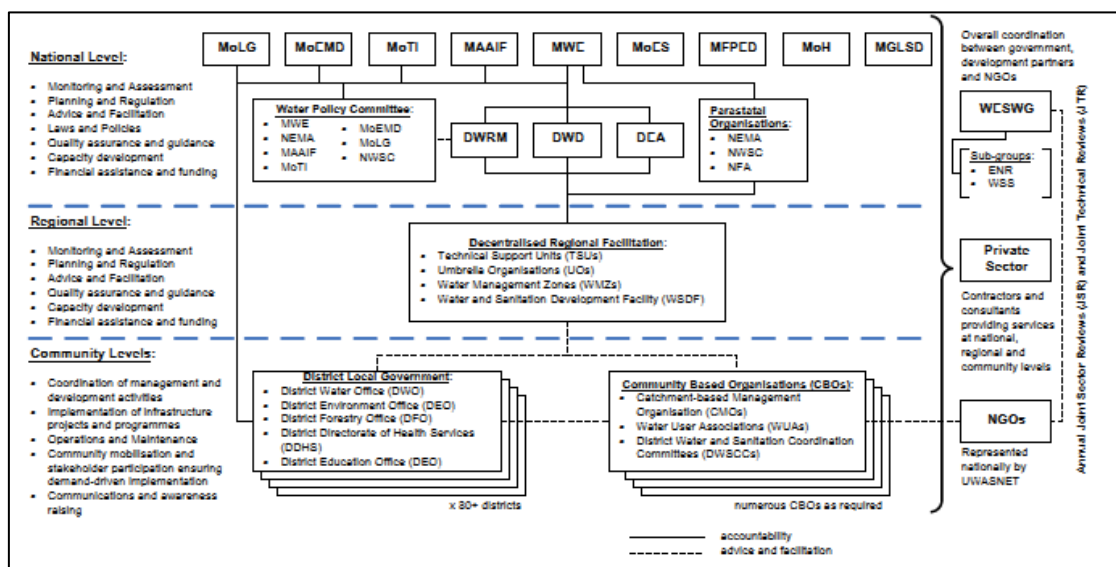 MoLG
MoEMD
MoTI
MAAIF
MWE
MoES
MFPED
MoH
MGLSD
National Level:
▪ Monitoring and Assessment
▪ Planning and Regulation
▪ Advice and Facilitation
▪ Laws and Policies
▪ Quality assurance and guidance
▪ Capacity development
▪ Financial assistance and funding
Water Policy Committee:
▪ MWE
▪ NEMA
▪ MAAIF
▪ MoTI
▪ MoEMD
▪ MoLG
▪ NWSC
DWRM
DWD
DEA
Parastatal
Organisations:
▪ NEMA
▪ NWSC
▪ NFA
Regional Level:
▪ Monitoring and Assessment
▪ Planning and Regulation
▪ Advice and Facilitation
▪ Quality assurance and guidance
▪ Capacity development
▪ Financial assistance and funding
Decentralised Regional Facilitation:
▪ Technical Support Units (TSUs)
▪ Umbrella Organisations (UOs)
▪ Water Management Zones (WMZs)
▪ Water and Sanitation Development Facility (WSDF)
Community Levels:
▪ Coordination of management and
development activities
▪ Implementation of infrastructure
projects and programmes
▪ Operations and Maintenance
▪ Community mobilisation and
stakeholder participation ensuring
demand-driven implementation
▪ Communications and awareness
raising
District Local Government:
▪ District Water Office (DWO)
▪ District Environment Office (DEO)
▪ District Forestry Office (DFO)
▪ District Directorate of Health Services
(DDHS)
▪ District Education Office (DEO)
x 80+ districts
Community Based Organisations (CBOs):
▪ Catchment-based Management
Organisation (CMOs)
▪ Water User Associations (WUAs)
▪ District Water and Sanitation Coordination
Committees (DWSCCs)
numerous CBOs as required
accountability
advice and facilitation
Overall coordination
between government,
development partners
and NGOs
WESWG
Sub-groups:
▪ ENR
▪ WSS
Private
Sector
Contractors and
consultants
providing services
at national,
regional and
community levels
NGOs
Represented
nationally by
UWASNET
Annual Joint Sector Reviews (JSR) and Joint Technical Reviews (JTR)